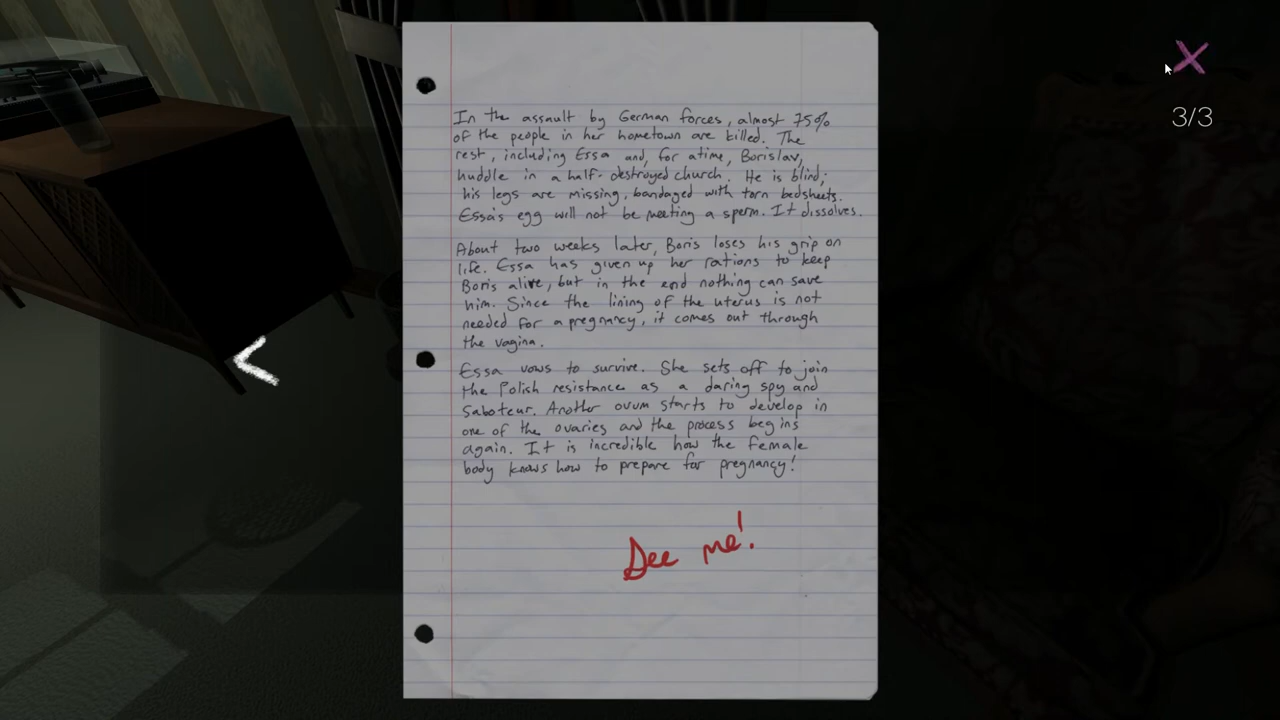 3/3
In the assault by German forces, almost 75%
of the people in her hometown are killed. The
rest, including Essa and, for a time, Borislav,
huddle in a half-destroyed church. He is blind;
his legs are missing, bandaged with torn bedsheets.
Essa's egg will not be meeting a sperm. It dissolves.
About two weeks later, Boris loses his grip on
life. Essa has given up her rations to keep
Boris alive, but in the end nothing can save
him. Since the lining of the uterus is not
needed for a pregnancy, it comes out through
the vagina.
Essa vows to survive. She sets off to join
the Polish resistance as a daring spy and
saboteur. Another ovum starts to develop in
one of the ovaries and the process begins
again. It is incredible how the female
body knows how to prepare for pregnancy!
See me!